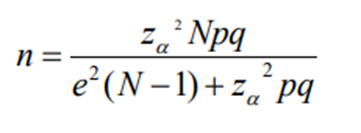 n = z_α² Npq / e² (N − 1) + z_α² pq